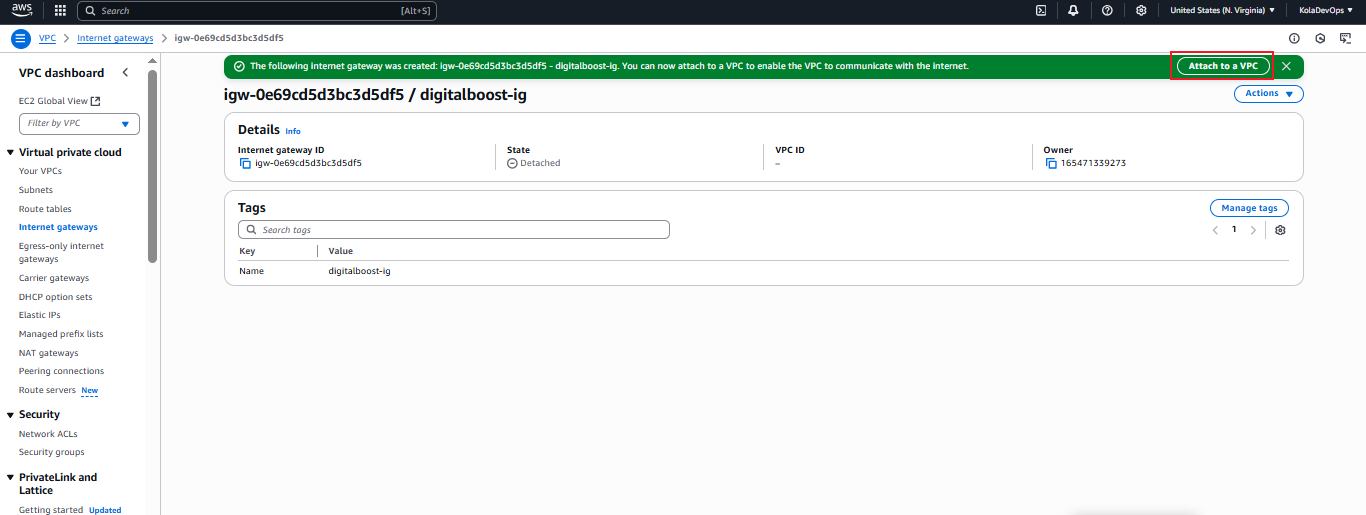 aws
Search [Alt+S]
United States (N. Virginia) ▼
KolaDevOps ▼
VPC > Internet gateways > igw-0e69cd5d3bc3d5df5
VPC dashboard
EC2 Global View
Filter by VPC
Virtual private cloud
Your VPCs
Subnets
Route tables
Internet gateways
Egress-only internet
gateways
Carrier gateways
DHCP option sets
Elastic IPs
Managed prefix lists
NAT gateways
Peering connections
Route servers New
Security
Network ACLs
Security groups
PrivateLink and
Lattice
Getting started Updated
The following internet gateway was created: igw-0e69cd5d3bc3d5df5 - digitalboost-ig. You can now attach to a VPC to enable the VPC to communicate with the internet.
Attach to a VPC
igw-0e69cd5d3bc3d5df5 / digitalboost-ig
Actions ▼
Details Info
Internet gateway ID
igw-0e69cd5d3bc3d5df5
State
Detached
VPC ID
–
Owner
165471339273
Tags
Manage tags
Search tags
< 1 >
Key Value
Name digitalboost-ig